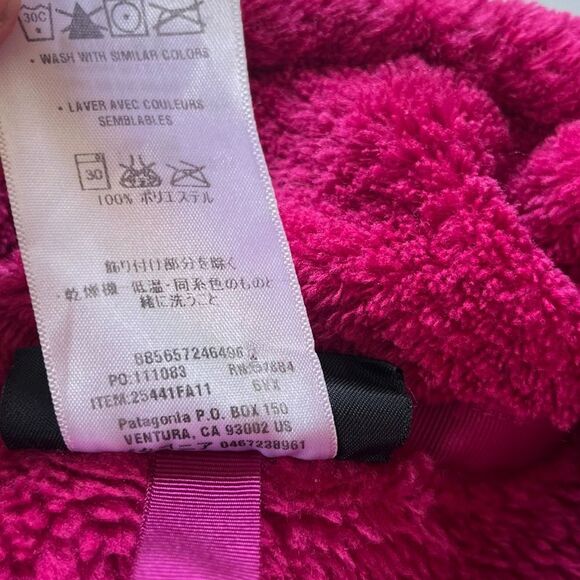 30C
• WASH WITH SIMILAR COLORS
• LAVER AVEC COULEURS
SEMBLABLES
30
100% ポリエステル
飾り付け部分を除く
・乾燥機 低温・同系色のものと
緒に洗うこと
BB5657246496
PO:111083
ITEM:25441FA11
Patagonia P.O. BOX 150
VENTURA, CA 93002 US
0467238961